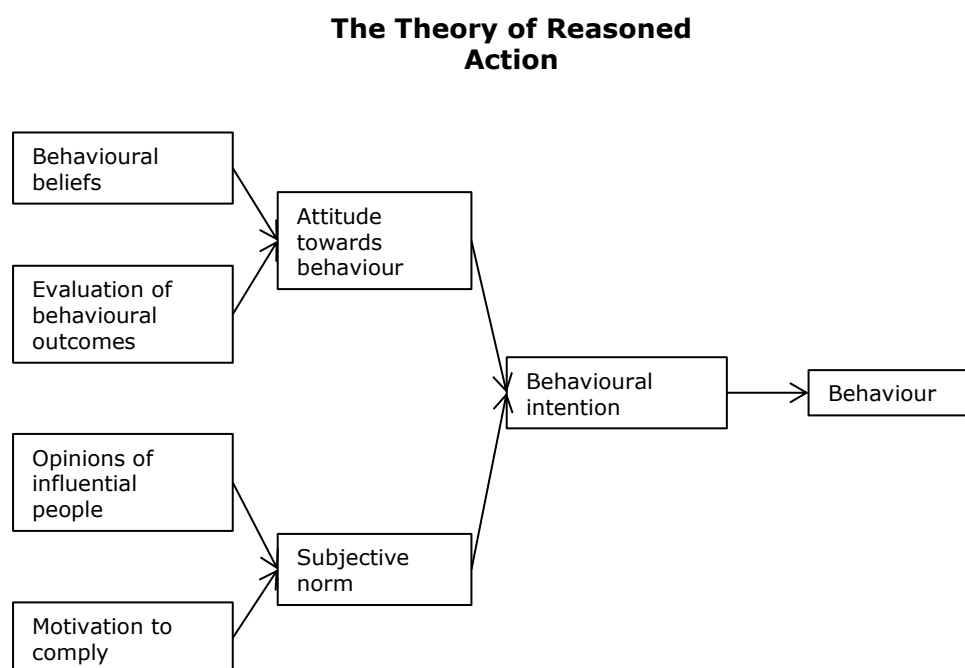 The Theory of Reasoned
Action
Behavioural
beliefs
Attitude
towards
behaviour
Evaluation of
behavioural
outcomes
Behavioural
intention
Behaviour
Opinions of
influential
people
Subjective
norm
Motivation to
comply